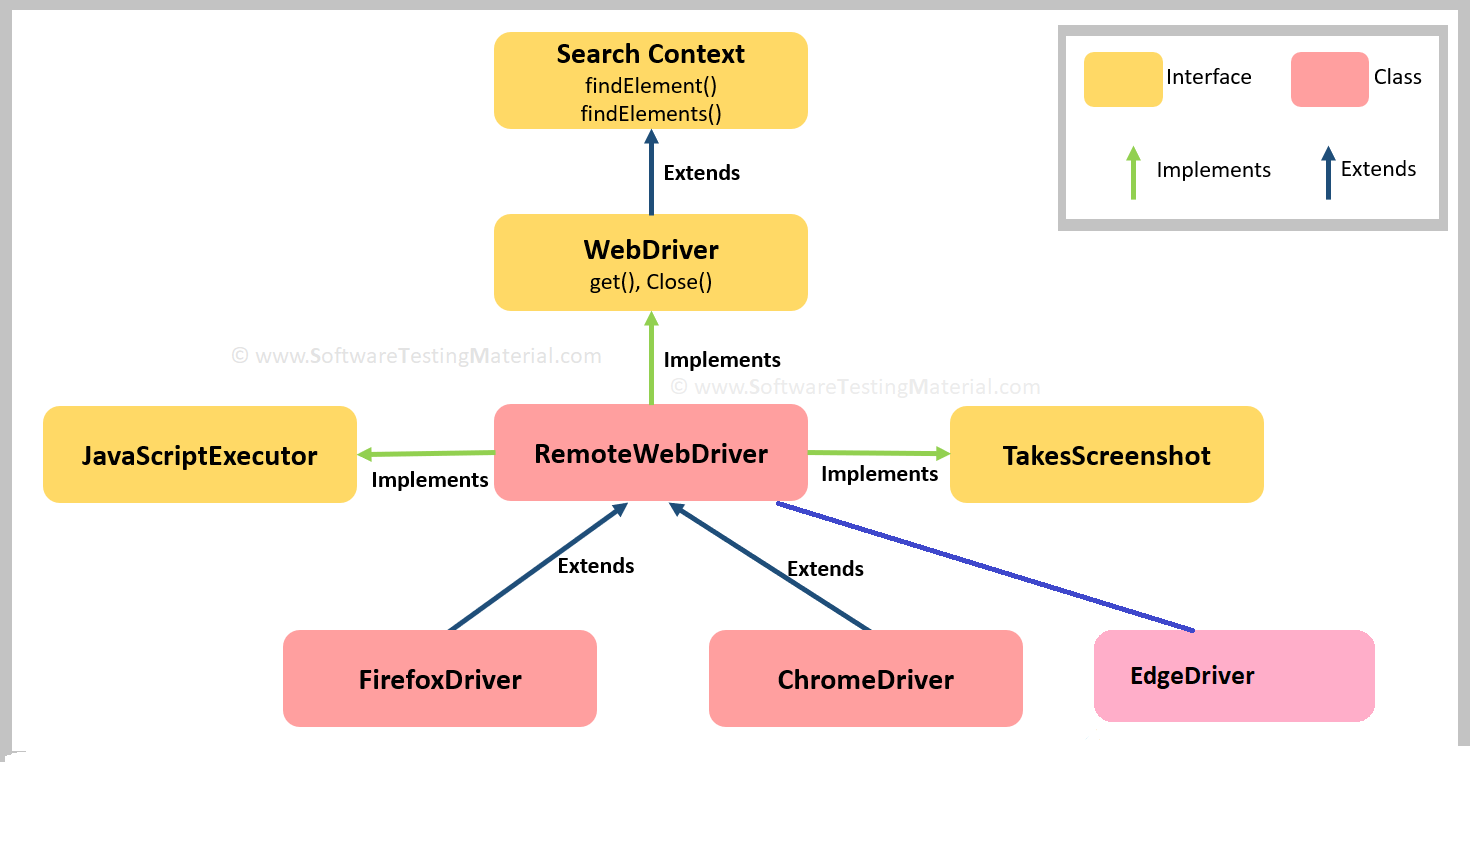 Search Context
findElement()
findElements()
Interface
Class
Implements
Extends
Extends
WebDriver
get(), Close()
© www.SoftwareTestingMaterial.com
Implements
© www.SoftwareTestingMaterial.com
JavaScriptExecutor
Implements
RemoteWebDriver
Implements
TakesScreenshot
Extends
Extends
FirefoxDriver
ChromeDriver
EdgeDriver